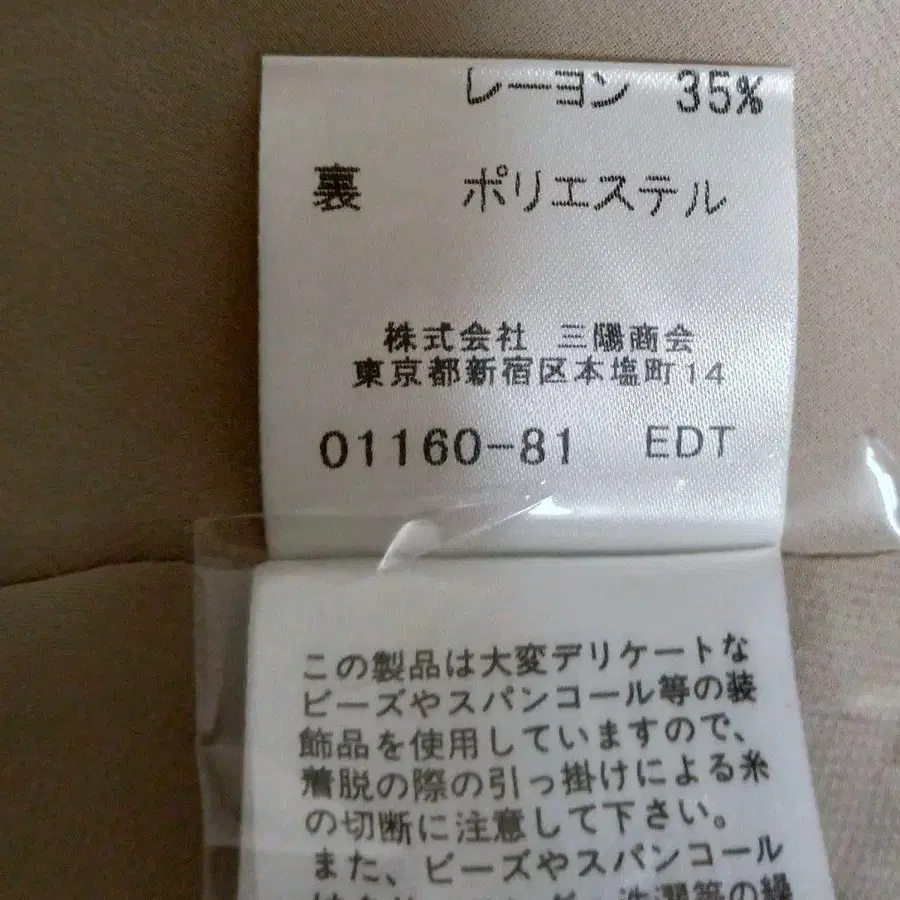 レーヨン 35%
裏 ポリエステル
株式会社 三陽商会
東京都新宿区本塩町14
01160-81 EDT
この製品は大変デリケートな
ビーズやスパンコール等の装
飾品を使用していますので、
着脱の際の引っ掛けによる糸
の切断に注意して下さい。
また、ビーズやスパンコール